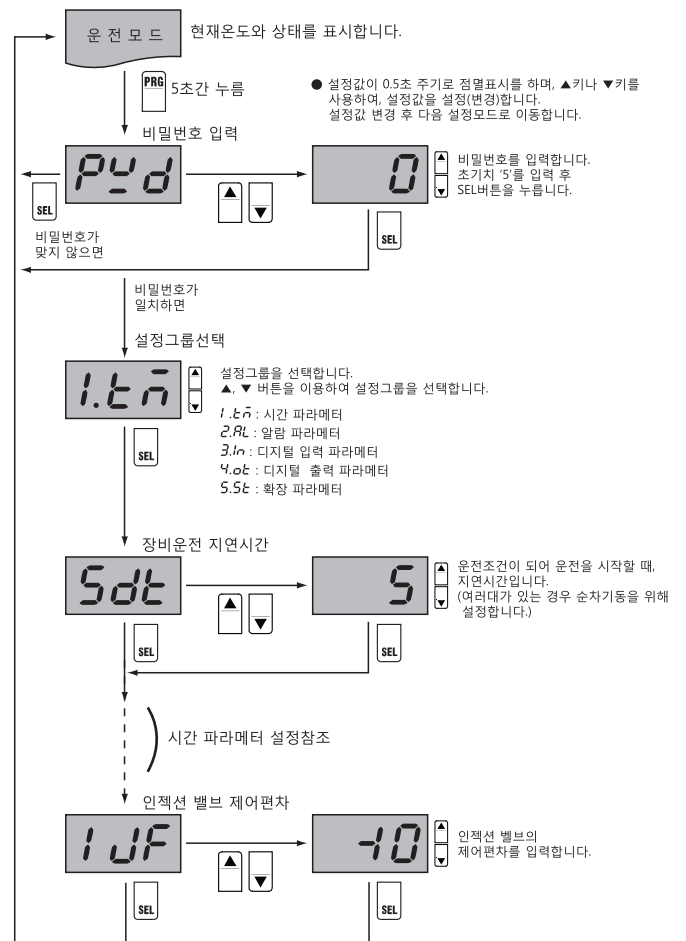 운 전 모 드
현재온도와 상태를 표시합니다.
PRG
5초간 누름
● 설정값이 0.5초 주기로 점멸표시를 하며, ▲키나 ▼키를
사용하여, 설정값을 설정(변경)합니다.
설정값 변경 후 다음 설정모드로 이동합니다.
비밀번호 입력
PYd
0
비밀번호를 입력합니다.
초기치 '5'를 입력 후
SEL버튼을 누릅니다.
SEL
▲ ▼
SEL
비밀번호가
맞지 않으면
비밀번호가
일치하면
설정그룹선택
1.tm
설정그룹을 선택합니다.
▲, ▼ 버튼을 이용하여 설정그룹을 선택합니다.
1.tm : 시간 파라메터
2.AL : 알람 파라메터
3.In : 디지털 입력 파라메터
4.ot : 디지털 출력 파라메터
5.St : 확장 파라메터
SEL
장비운전 지연시간
Sdt
5
운전조건이 되어 운전을 시작할 때,
지연시간입니다.
(여러대가 있는 경우 순차기동을 위해
설정합니다.)
▲ ▼
SEL
SEL
시간 파라메터 설정참조
인젝션 밸브 제어편차
IJF
-10
인젝션 벨브의
제어편차를 입력합니다.
▲ ▼
SEL
SEL